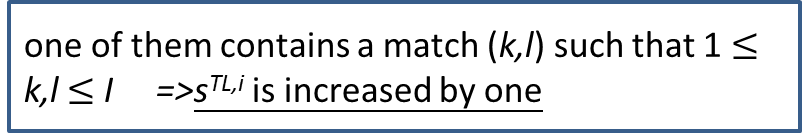 one of them contains a match (k,l) such that 1 ≤
k,l ≤ l =>s^{TL,i} is increased by one